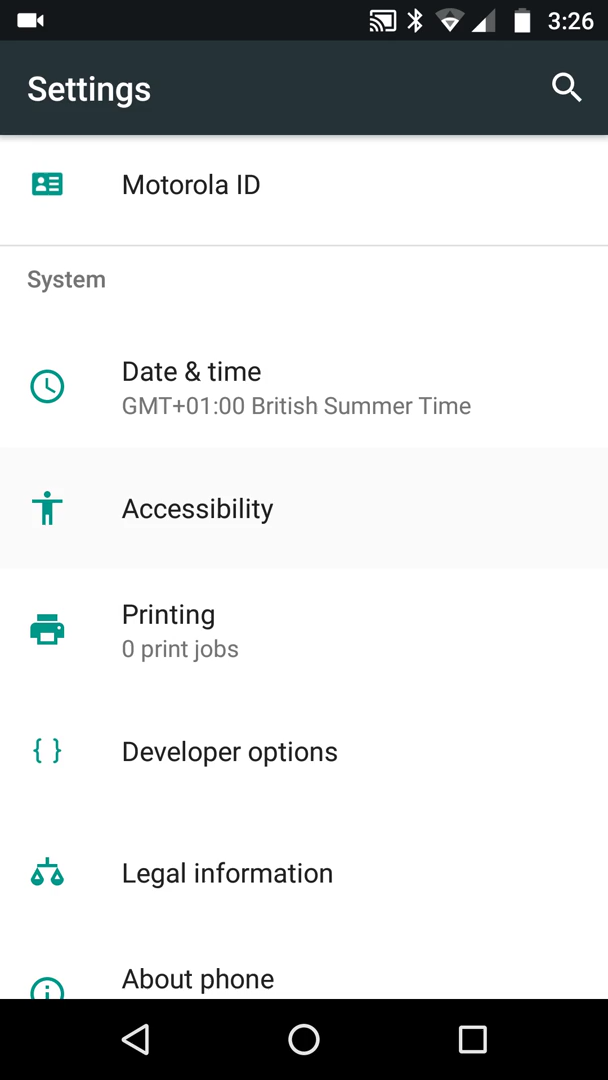 3:26
Settings
Motorola ID
System
Date & time
GMT+01:00 British Summer Time
Accessibility
Printing
0 print jobs
{ }
Developer options
Legal information
About phone